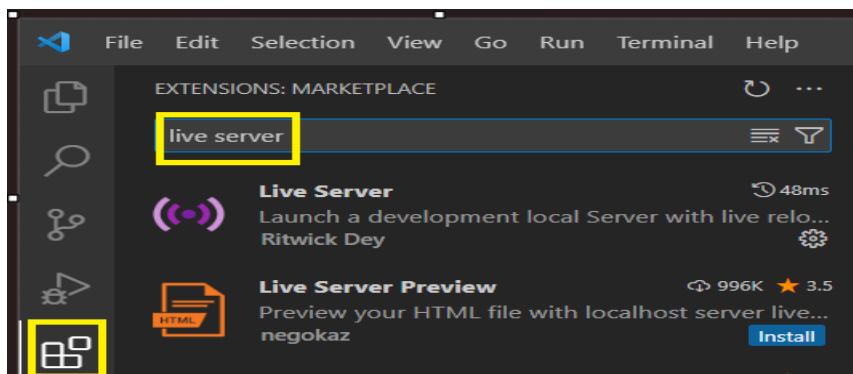 File Edit Selection View Go Run Terminal Help
EXTENSIONS: MARKETPLACE
live server
Live Server 48ms
Launch a development local Server with live relo...
Ritwick Dey
Live Server Preview 996K ★ 3.5
Preview your HTML file with localhost server live...
HTML
negokaz
Install